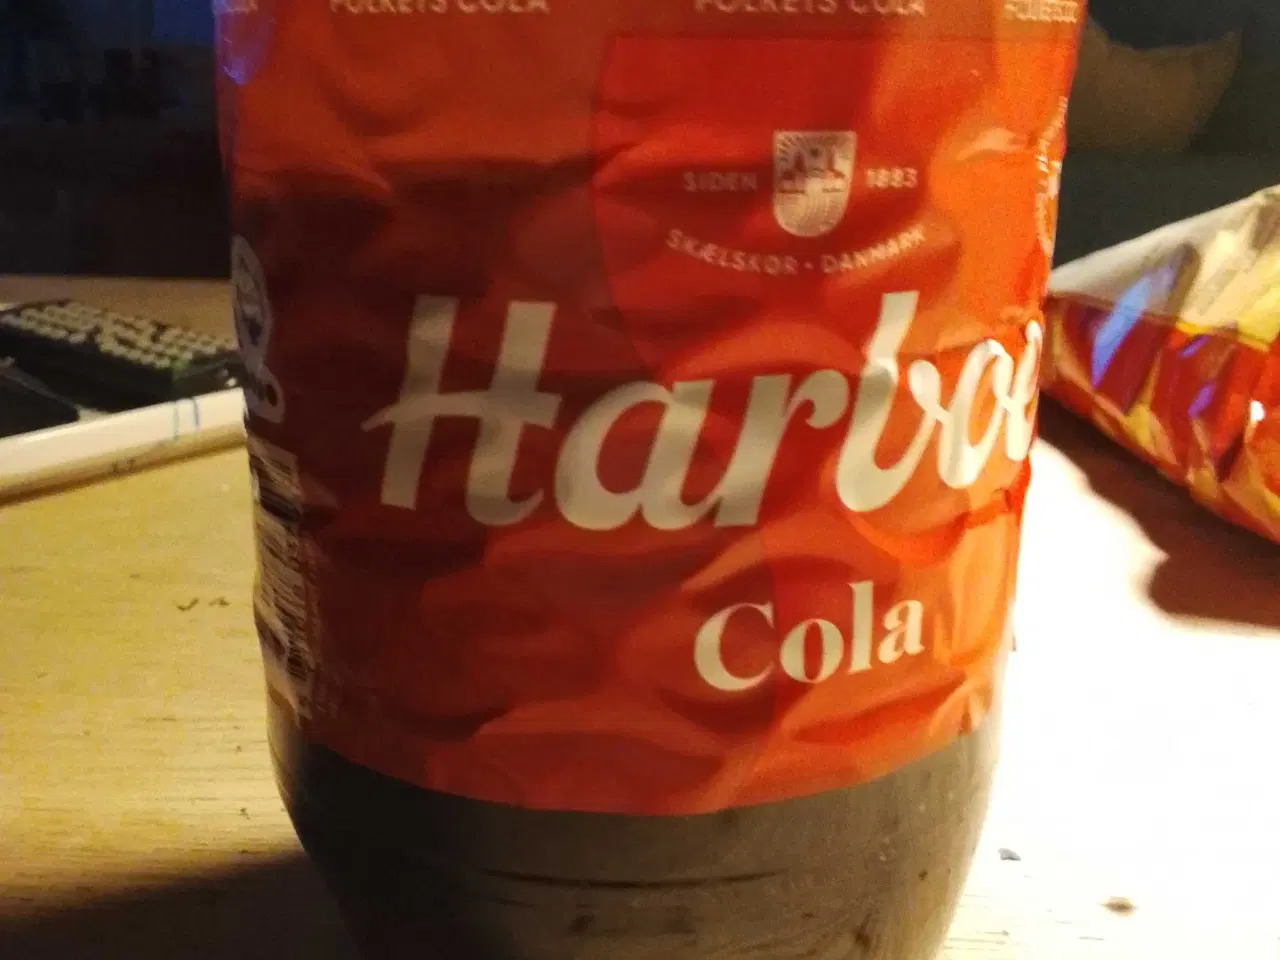 FOLKETS COLA FOLKETS COLA
SIDEN 1883
SKÆLSKØR • DANMARK
Harboe
Cola